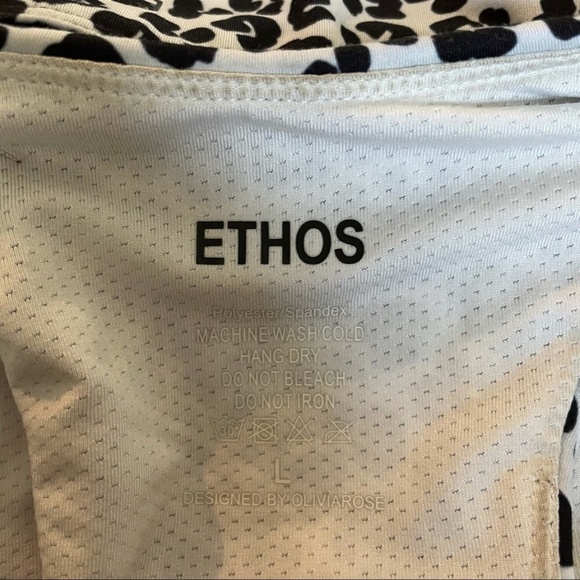 ETHOS
Polyester/Spandex
MACHINE WASH COLD
HANG DRY
DO NOT BLEACH
DO NOT IRON
L
DESIGNED BY OLIVIAROSE